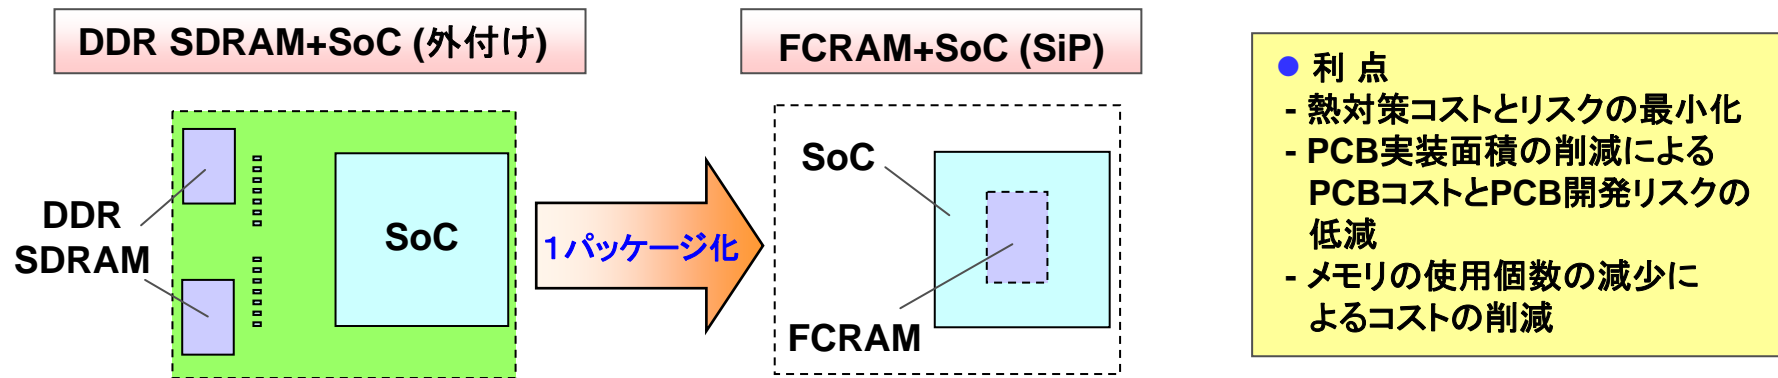 DDR SDRAM+SoC (外付け)
DDR
SDRAM
SoC
1パッケージ化
FCRAM+SoC (SiP)
SoC
FCRAM
● 利 点
- 熱対策コストとリスクの最小化
- PCB実装面積の削減による
PCBコストとPCB開発リスクの
低減
- メモリの使用個数の減少に
よるコストの削減